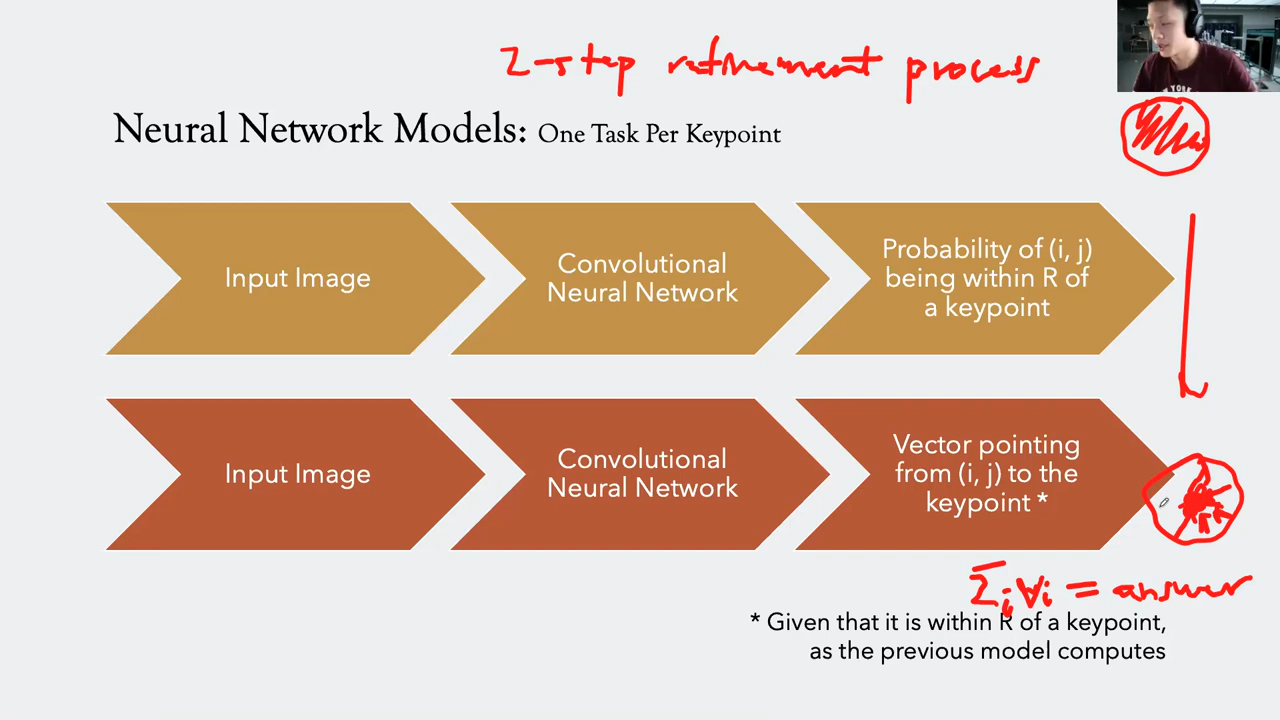 2-step refinement process
Neural Network Models: One Task Per Keypoint
Input Image
Convolutional
Neural Network
Probability of (i, j)
being within R of
a keypoint
Input Image
Convolutional
Neural Network
Vector pointing
from (i, j) to the
keypoint *
Σᵢ vᵢ = answer
* Given that it is within R of a keypoint,
as the previous model computes